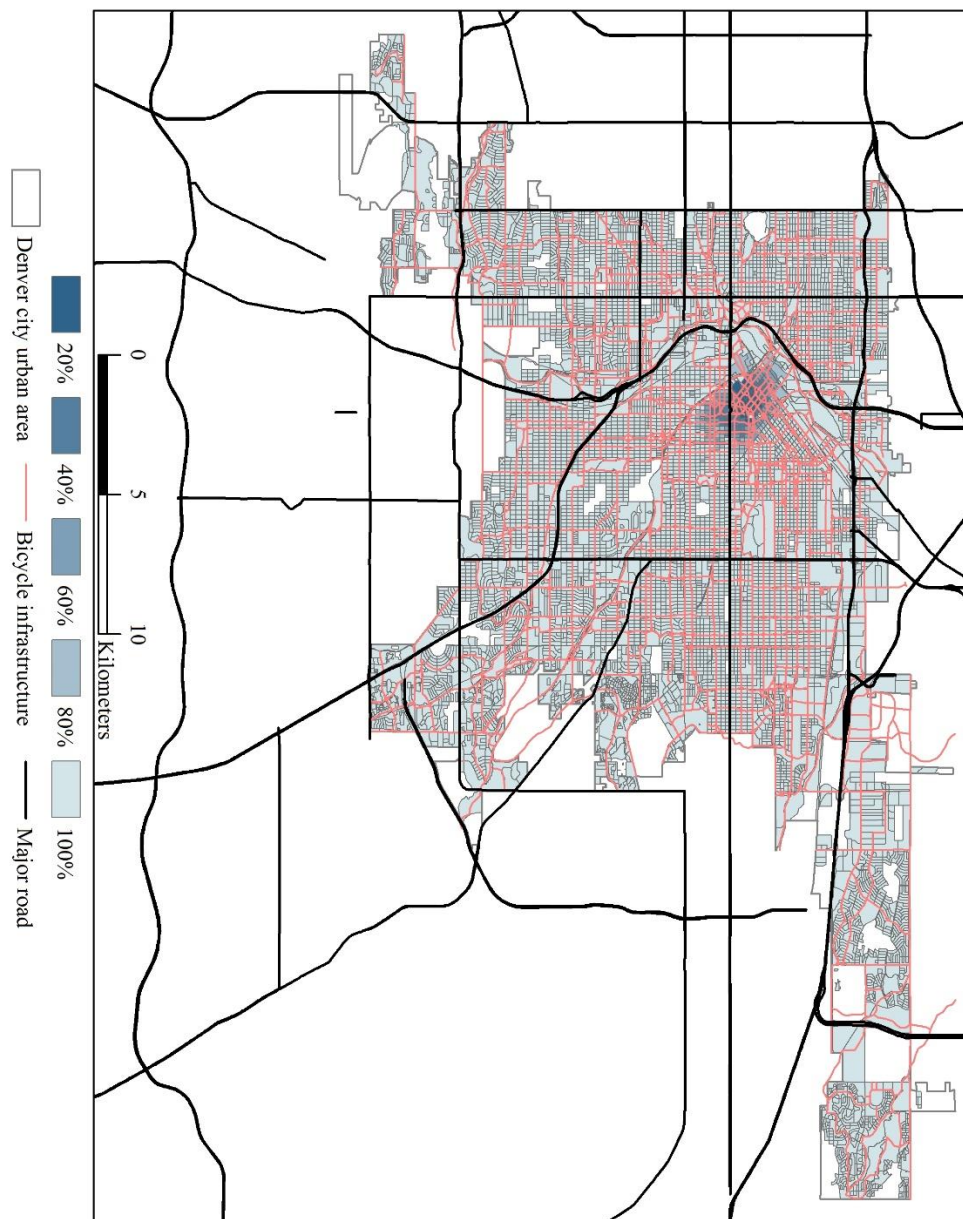 0 5 10
Kilometers
20% 40% 60% 80% 100%
Denver city urban area Bicycle infrastructure Major road